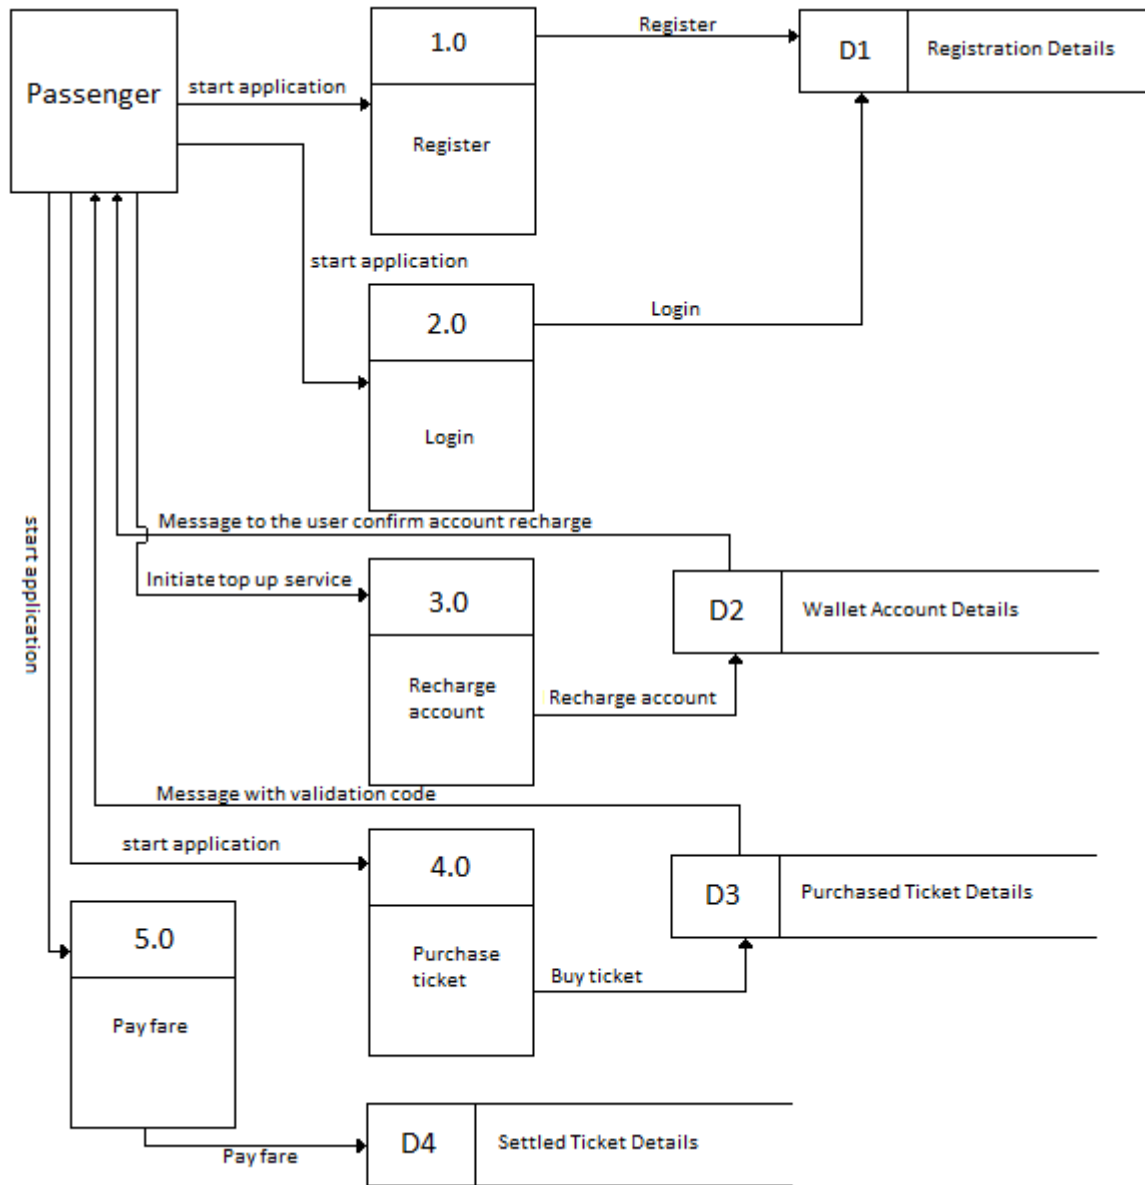 Passenger
start application
1.0
Register
Register
D1
Registration Details
start application
2.0
Login
Login
start application
Message to the user confirm account recharge
Initiate top up service
3.0
Recharge
account
Recharge account
D2
Wallet Account Details
Message with validation code
start application
4.0
Purchase
ticket
Buy ticket
D3
Purchased Ticket Details
5.0
Pay fare
Pay fare
D4
Settled Ticket Details